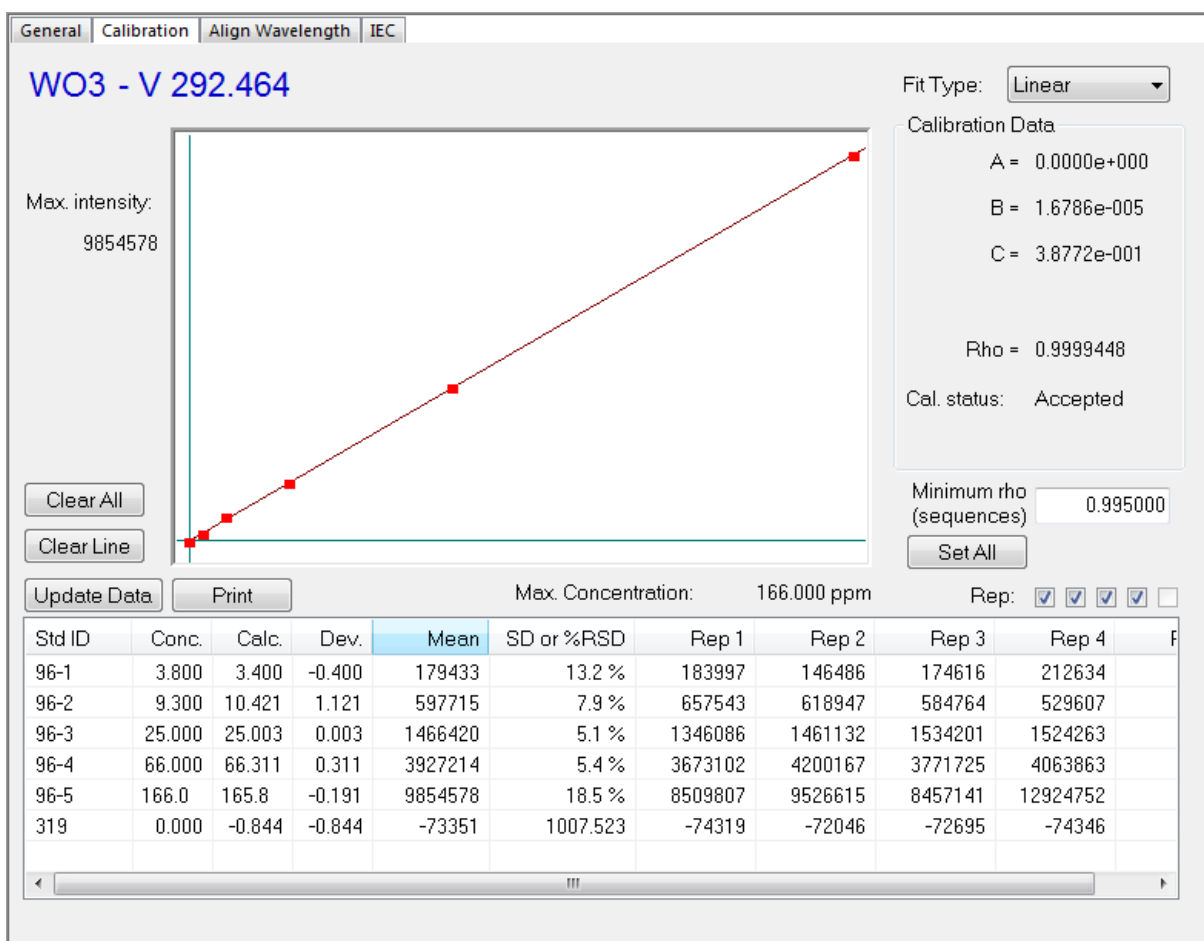 General Calibration Align Wavelength IEC
WO3 - V 292.464
Fit Type: Linear
Calibration Data
A = 0.0000e+000
Max. intensity:
B = 1.6786e-005
9854578
C = 3.8772e-001
Rho = 0.9999448
Cal. status: Accepted
Clear All
Minimum rho
(sequences) 0.995000
Clear Line
Set All
Update Data Print Max. Concentration: 166.000 ppm Rep:
Std ID Conc. Calc. Dev. Mean SD or %RSD Rep 1 Rep 2 Rep 3 Rep 4
96-1 3.800 3.400 -0.400 179433 13.2 % 183997 146486 174616 212634
96-2 9.300 10.421 1.121 597715 7.9 % 657543 618947 584764 529607
96-3 25.000 25.003 0.003 1466420 5.1 % 1346086 1461132 1534201 1524263
96-4 66.000 66.311 0.311 3927214 5.4 % 3673102 4200167 3771725 4063863
96-5 166.0 165.8 -0.191 9854578 18.5 % 8509807 9526615 8457141 12924752
319 0.000 -0.844 -0.844 -73351 1007.523 -74319 -72046 -72695 -74346